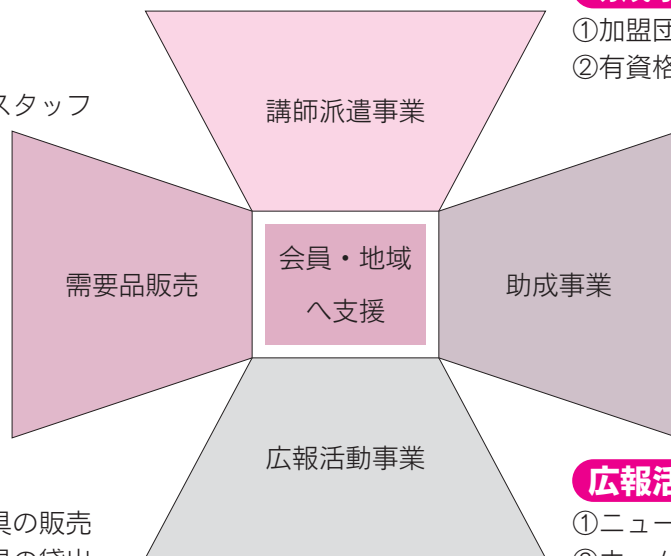 ①加盟団
②有資格
スタッフ
講師派遣事業
会員・地域
へ支援
需要品販売
助成事業
広報活動事業
広報活
①ニュー
具の販売